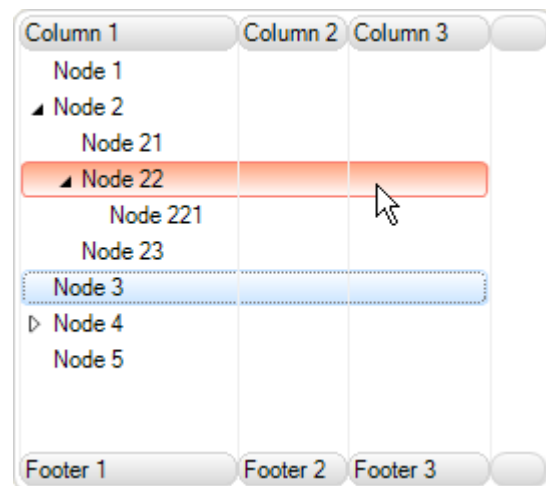 Column 1 Column 2 Column 3
Node 1
Node 2
Node 21
Node 22
Node 221
Node 23
Node 3
Node 4
Node 5
Footer 1 Footer 2 Footer 3